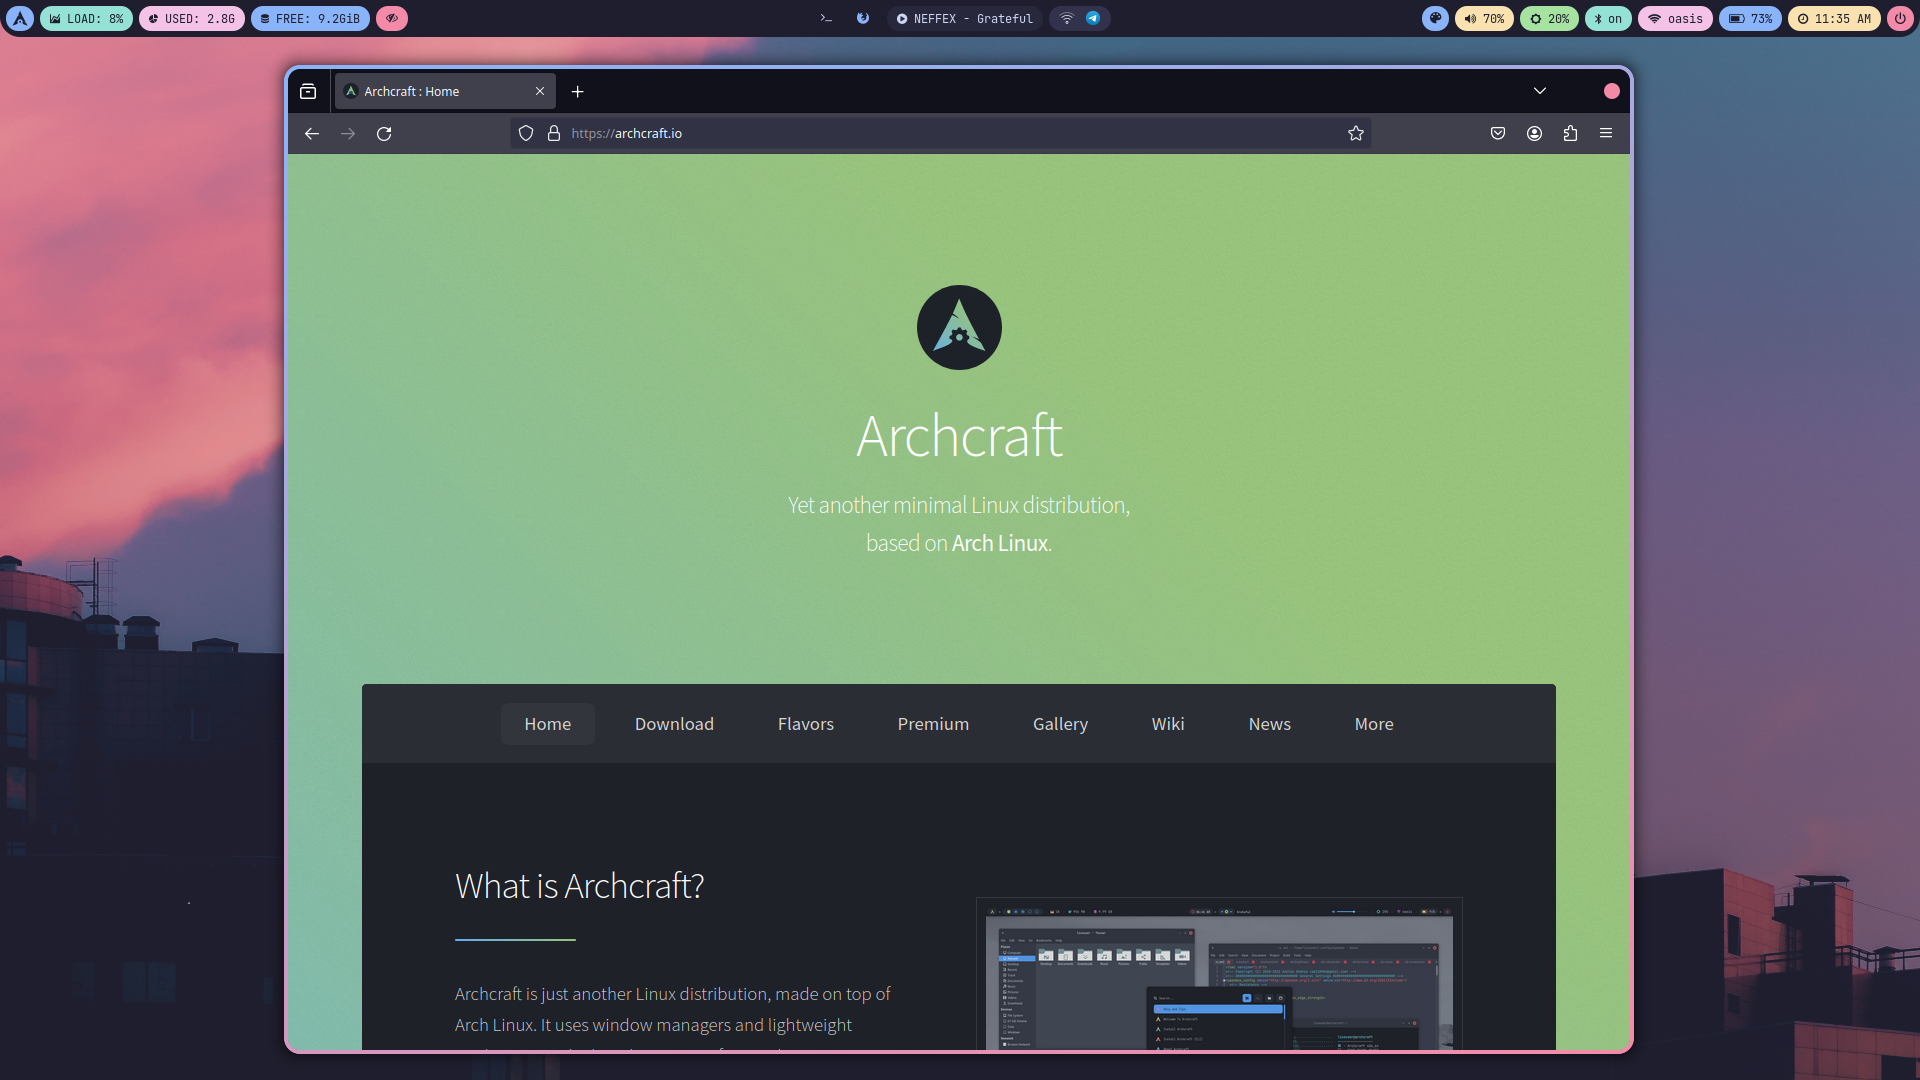 LOAD: 8% USED: 2.8G FREE: 9.2GiB NEFFEX - Grateful 70% 20% on oasis 73% 11:35 AM
Archcraft : Home
https://archcraft.io
Archcraft
Yet another minimal Linux distribution,
based on Arch Linux.
Home Download Flavors Premium Gallery Wiki News More
What is Archcraft?
Archcraft is just another Linux distribution, made on top of
Arch Linux. It uses window managers and lightweight